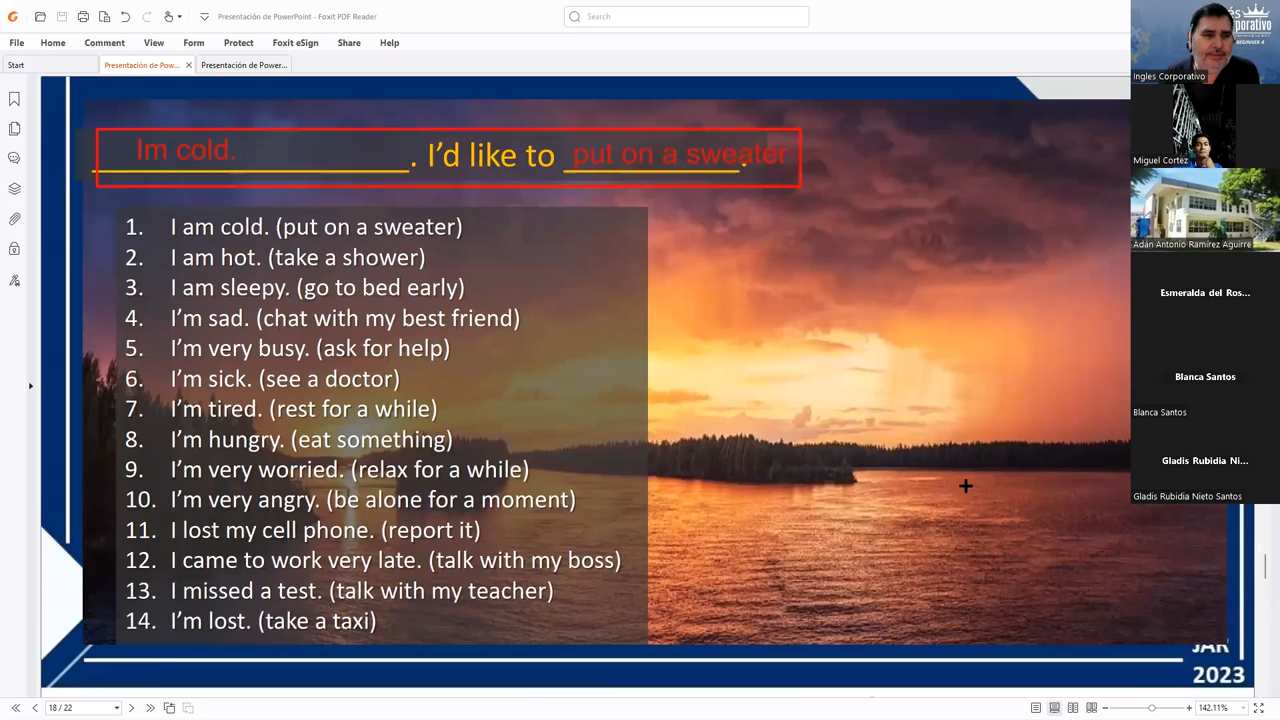 Presentación de PowerPoint - Foxit PDF Reader
Search
File Home Comment View Form Protect Foxit eSign Share Help
Start Presentación de Pow... Presentación de Power...
Im cold. . I'd like to put on a sweater.
1. I am cold. (put on a sweater)
2. I am hot. (take a shower)
3. I am sleepy. (go to bed early)
4. I'm sad. (chat with my best friend)
5. I'm very busy. (ask for help)
6. I'm sick. (see a doctor)
7. I'm tired. (rest for a while)
8. I'm hungry. (eat something)
9. I'm very worried. (relax for a while)
10. I'm very angry. (be alone for a moment)
11. I lost my cell phone. (report it)
12. I came to work very late. (talk with my boss)
13. I missed a test. (talk with my teacher)
14. I'm lost. (take a taxi)
2023
18 / 22
142.11%
BEGINNER 4
Ingles Corporativo
Miguel Cortez
Adán Antonio Ramírez Aguirre
Esmeralda del Ros...
Blanca Santos
Blanca Santos
Gladis Rubidia Ni...
Gladis Rubidia Nieto Santos